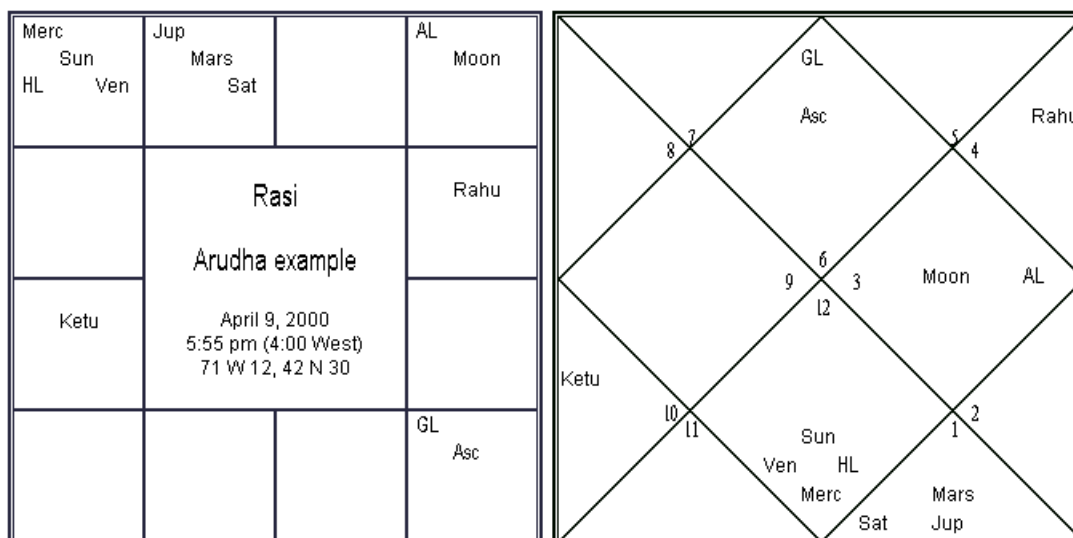 Merc
Sun
HL Ven
Jup
Mars
Sat
AL
Moon
Rasi
Arudha example
April 9, 2000
5:55 pm (4:00 West)
71 W 12, 42 N 30
Rahu
Ketu
GL
Asc
GL
Asc
Rahu
7
8
5
4
6
9
3
12
Moon AL
Ketu
10
11
2
1
Sun
Ven HL
Merc
Mars
Sat Jup